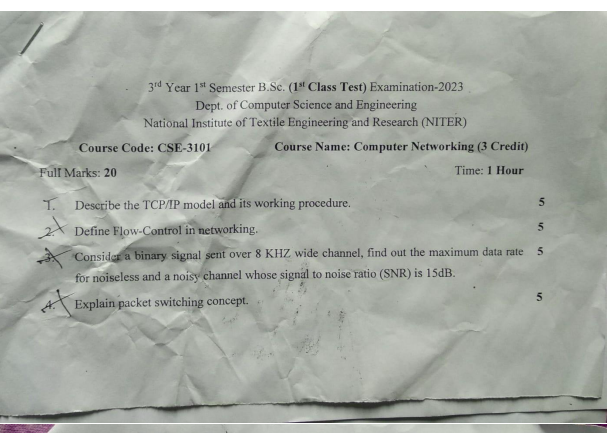 3rd Year 1st Semester B.Sc. (1st Class Test) Examination-2023
Dept. of Computer Science and Engineering
National Institute of Textile Engineering and Research (NITER)
Course Code: CSE-3101 Course Name: Computer Networking (3 Credit)
Full Marks: 20 Time: 1 Hour
1. Describe the TCP/IP model and its working procedure. 5
2. Define Flow-Control in networking. 5
3. Consider a binary signal sent over 8 KHZ wide channel, find out the maximum data rate 5
for noiseless and a noisy channel whose signal to noise ratio (SNR) is 15dB.
4. Explain packet switching concept. 5